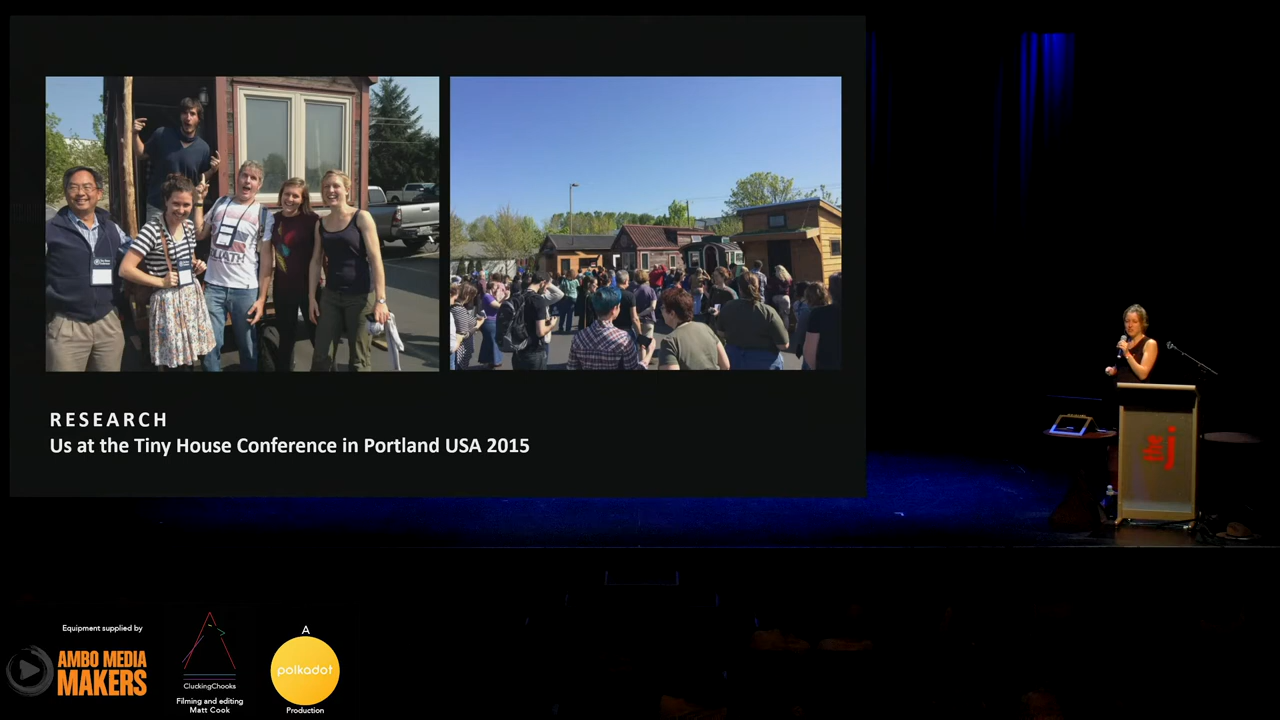 RESEARCH
Us at the Tiny House Conference in Portland USA 2015
the
Equipment supplied by
AMBO MEDIA
MAKERS
CluckingChooks
Filming and editing
Matt Cook
A
polkadot
Production